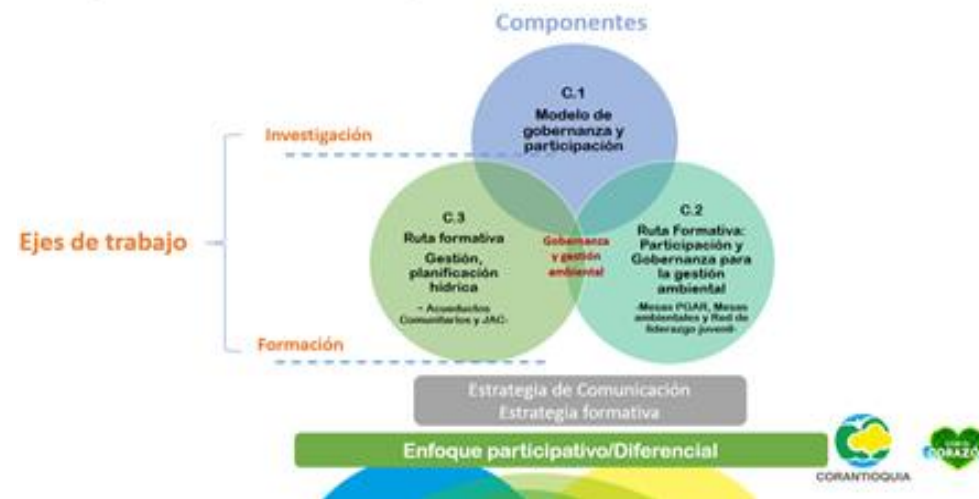 Componentes
C.1
Modelo de
gobernanza y
participación
Investigación
Ejes de trabajo
C.3
Ruta formativa
Gestión,
planificación
hídrica
- Acueductos
Comunitarios y JAC-
Gobernanza
y gestión
ambiental
C.2
Ruta Formativa:
Participación y
Gobernanza para
la gestión
ambiental
-Mesas PGAR, Mesas
ambientales y Red de
liderazgo juvenil-
Formación
Estrategia de Comunicación
Estrategia formativa
Enfoque participativo/Diferencial
CORANTIOQUIA